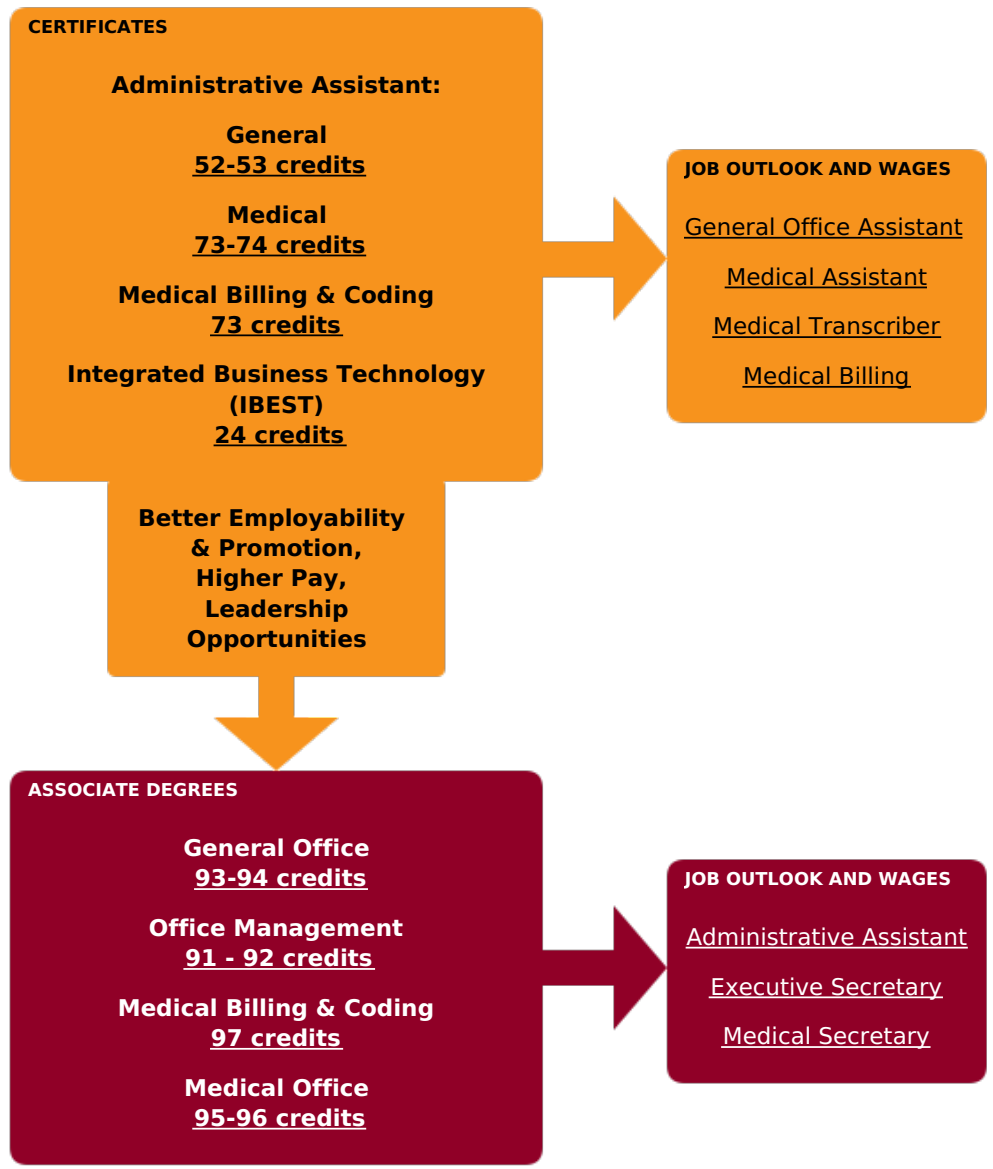 CERTIFICATES
Administrative Assistant:
General
52-53 credits
Medical
73-74 credits
Medical Billing & Coding
73 credits
Integrated Business Technology
(IBEST)
24 credits
JOB OUTLOOK AND WAGES
General Office Assistant
Medical Assistant
Medical Transcriber
Medical Billing
Better Employability
& Promotion,
Higher Pay,
Leadership
Opportunities
ASSOCIATE DEGREES
General Office
93-94 credits
Office Management
91 - 92 credits
Medical Billing & Coding
97 credits
Medical Office
95-96 credits
JOB OUTLOOK AND WAGES
Administrative Assistant
Executive Secretary
Medical Secretary